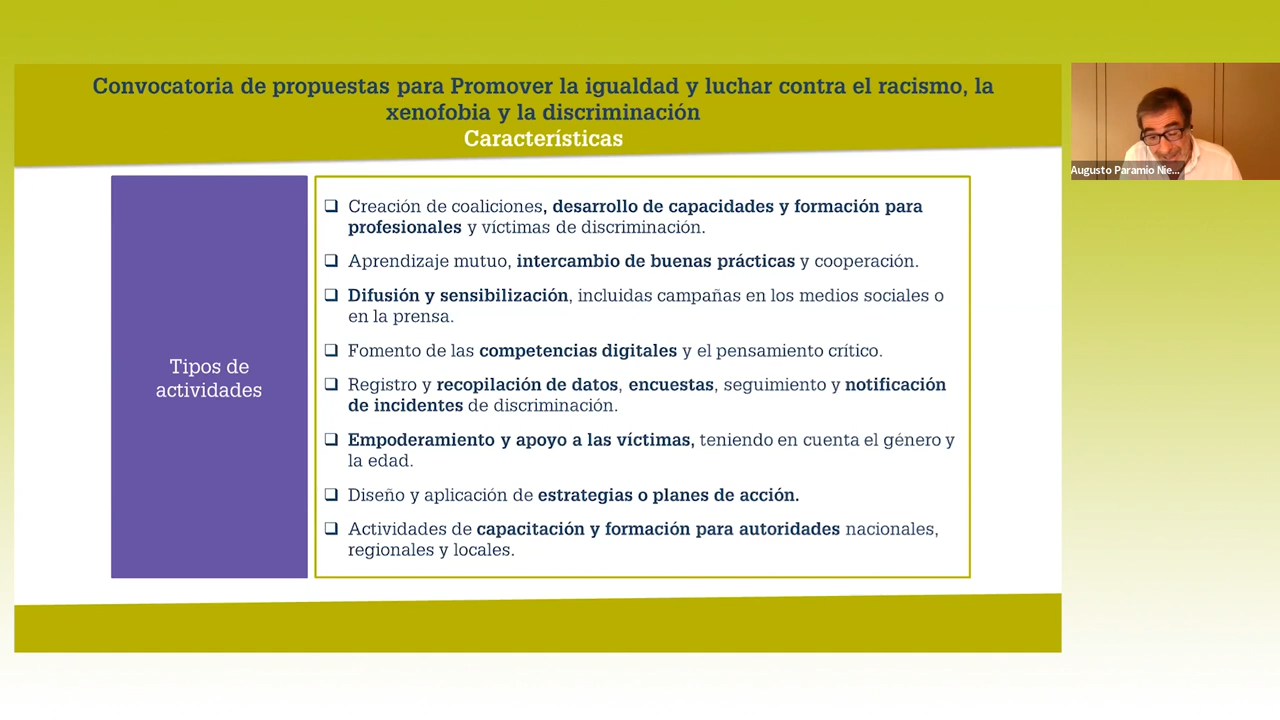 Convocatoria de propuestas para Promover la igualdad y luchar contra el racismo, la
xenofobia y la discriminación
Características
Augusto Paramio Nie...
Tipos de
actividades
❑ Creación de coaliciones, desarrollo de capacidades y formación para
profesionales y víctimas de discriminación.
❑ Aprendizaje mutuo, intercambio de buenas prácticas y cooperación.
❑ Difusión y sensibilización, incluidas campañas en los medios sociales o
en la prensa.
❑ Fomento de las competencias digitales y el pensamiento crítico.
❑ Registro y recopilación de datos, encuestas, seguimiento y notificación
de incidentes de discriminación.
❑ Empoderamiento y apoyo a las víctimas, teniendo en cuenta el género y
la edad.
❑ Diseño y aplicación de estrategias o planes de acción.
❑ Actividades de capacitación y formación para autoridades nacionales,
regionales y locales.